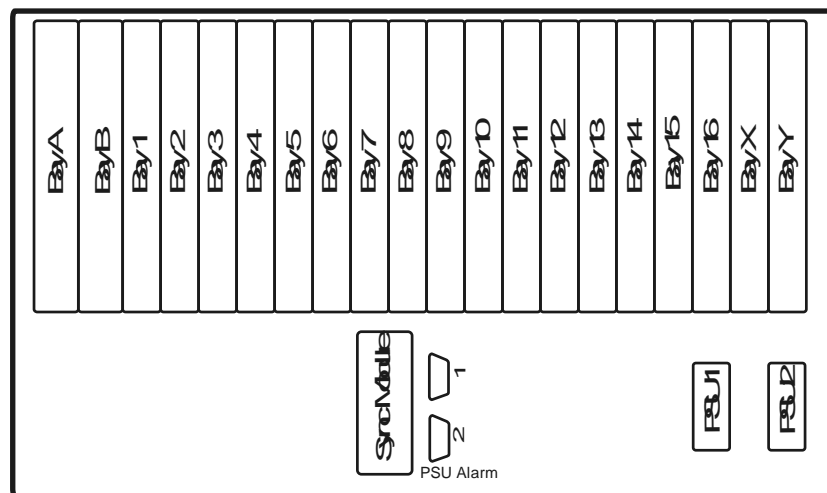 Bay A
Bay B
Bay 1
Bay 2
Bay 3
Bay 4
Bay 5
Bay 6
Bay 7
Bay 8
Bay 9
Bay 10
Bay 11
Bay 12
Bay 13
Bay 14
Bay 15
Bay 16
Bay X
Bay Y
Sync Module
1
2
PSU Alarm
PSU 1
PSU 2